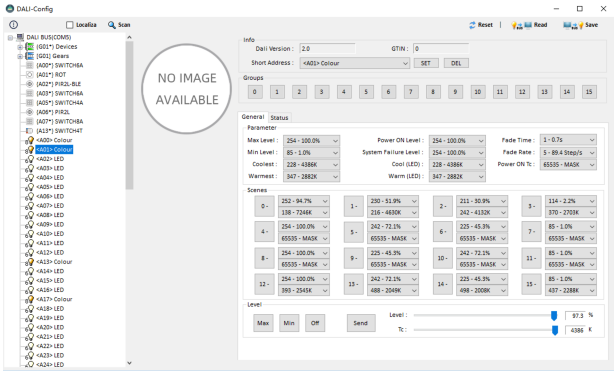 DALI-Config
Localiza Scan Reset | Read Save
DALI BUS(COM5)
[G01*) Devices
[G01] Gears
(A00*) SWITCH6A
(A01*) ROT
(A02*) PIR2L-BLE
(A03*) SWITCH6A
(A05*) SWITCH4A
(A06*) PIR2L
(A07*) SWITCH8A
(A13*) SWITCH4T
<A00> Colour
<A01> Colour
<A02> LED
<A03> LED
<A04> LED
<A05> LED
<A06> LED
<A07> LED
<A08> LED
<A09> LED
<A10> LED
<A11> LED
<A12> LED
<A13> Colour
<A14> LED
<A15> LED
<A16> LED
<A17> Colour
<A18> LED
<A19> LED
<A20> LED
<A21> LED
<A22> LED
<A23> LED
<A24> LED
NO IMAGE
AVAILABLE
Info
Dali Version : 2.0 GTIN : 0
Short Address : <A01> Colour SET DEL
Groups
0 1 2 3 4 5 6 7 8 9 10 11 12 13 14 15
General Status
Parameter
Max Level : 254 - 100.0% Power ON Level : 254 - 100.0% Fade Time : 1 - 0.7s
Min Level : 85 - 1.0% System Failure Level : 254 - 100.0% Fade Rate : 5 - 89.4 Step/s
Coolest : 228 - 4386K Cool (LED) : 228 - 4386K Power ON Tc : 65535 - MASK
Warmest : 347 - 2882K Warm (LED) : 347 - 2882K
Scenes
0 - 252 - 94.7% 1 - 230 - 51.9% 2 - 211 - 30.9% 3 - 114 - 2.2%
138 - 7246K 216 - 4630K 242 - 4132K 370 - 2703K
4 - 254 - 100.0% 5 - 242 - 72.1% 6 - 225 - 45.3% 7 - 85 - 1.0%
65535 - MASK 65535 - MASK 65535 - MASK 65535 - MASK
8 - 254 - 100.0% 9 - 225 - 45.3% 10 - 242 - 72.1% 11 - 85 - 1.0%
65535 - MASK 65535 - MASK 65535 - MASK 65535 - MASK
12 - 254 - 100.0% 13 - 242 - 72.1% 14 - 225 - 45.3% 15 - 85 - 1.0%
393 - 2545K 488 - 2049K 498 - 2008K 437 - 2288K
Level
Max Min Off Send Level : 97.3 %
Tc : 4386 K